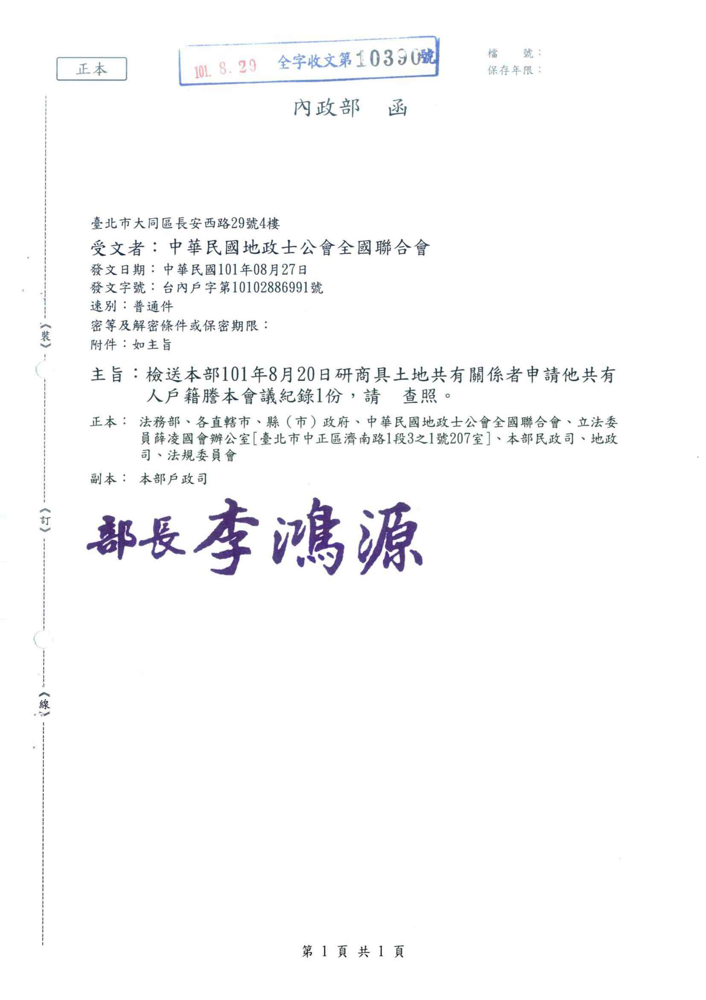 正本
101. 8. 29 全字收文第10390號
檔　　號：
保存年限：
內政部　函
臺北市大同區長安西路29號4樓
受文者：中華民國地政士公會全國聯合會
發文日期：中華民國101年08月27日
發文字號：台內戶字第10102886991號
速別：普通件
密等及解密條件或保密期限：
附件：如主旨
主旨：檢送本部101年8月20日研商具土地共有關係者申請他共有
人戶籍謄本會議紀錄1份，請　查照。
正本：法務部、各直轄市、縣（市）政府、中華民國地政士公會全國聯合會、立法委
員薛凌國會辦公室[臺北市中正區濟南路1段3之1號207室]、本部民政司、地政
司、法規委員會
副本：本部戶政司
部長李鴻源
《裝》
《訂》
《線》
第 1 頁 共 1 頁